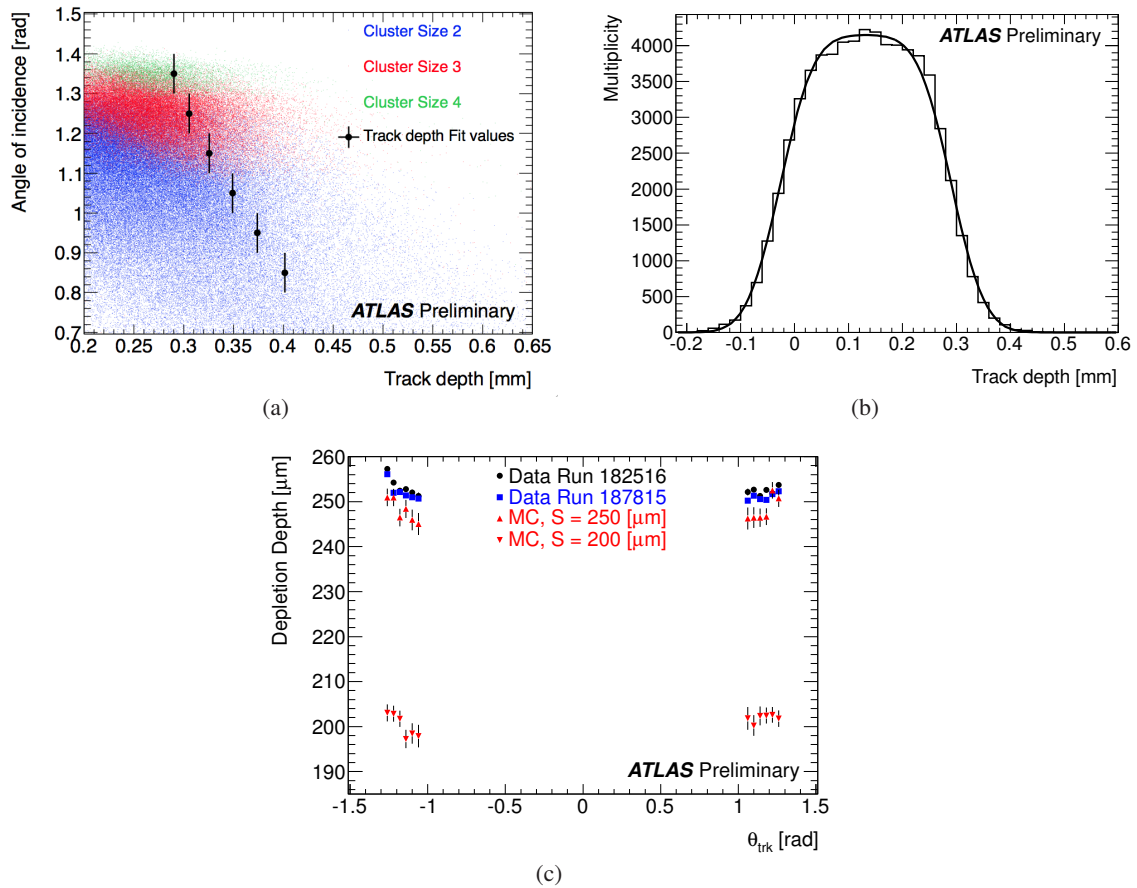 Angle of incidence [rad]
1.5
1.4
1.3
1.2
1.1
1
0.9
0.8
0.7
Cluster Size 2
Cluster Size 3
Cluster Size 4
Track depth Fit values
ATLAS Preliminary
0.2 0.25 0.3 0.35 0.4 0.45 0.5 0.55 0.6 0.65
Track depth [mm]
(a)
Multiplicity
4000
3500
3000
2500
2000
1500
1000
500
0
ATLAS Preliminary
-0.2 -0.1 0 0.1 0.2 0.3 0.4 0.5 0.6
Track depth [mm]
(b)
Depletion Depth [μm]
260
250
240
230
220
210
200
190
Data Run 182516
Data Run 187815
MC, S = 250 [μm]
MC, S = 200 [μm]
ATLAS Preliminary
-1.5 -1 -0.5 0 0.5 1 1.5
θtrk [rad]
(c)